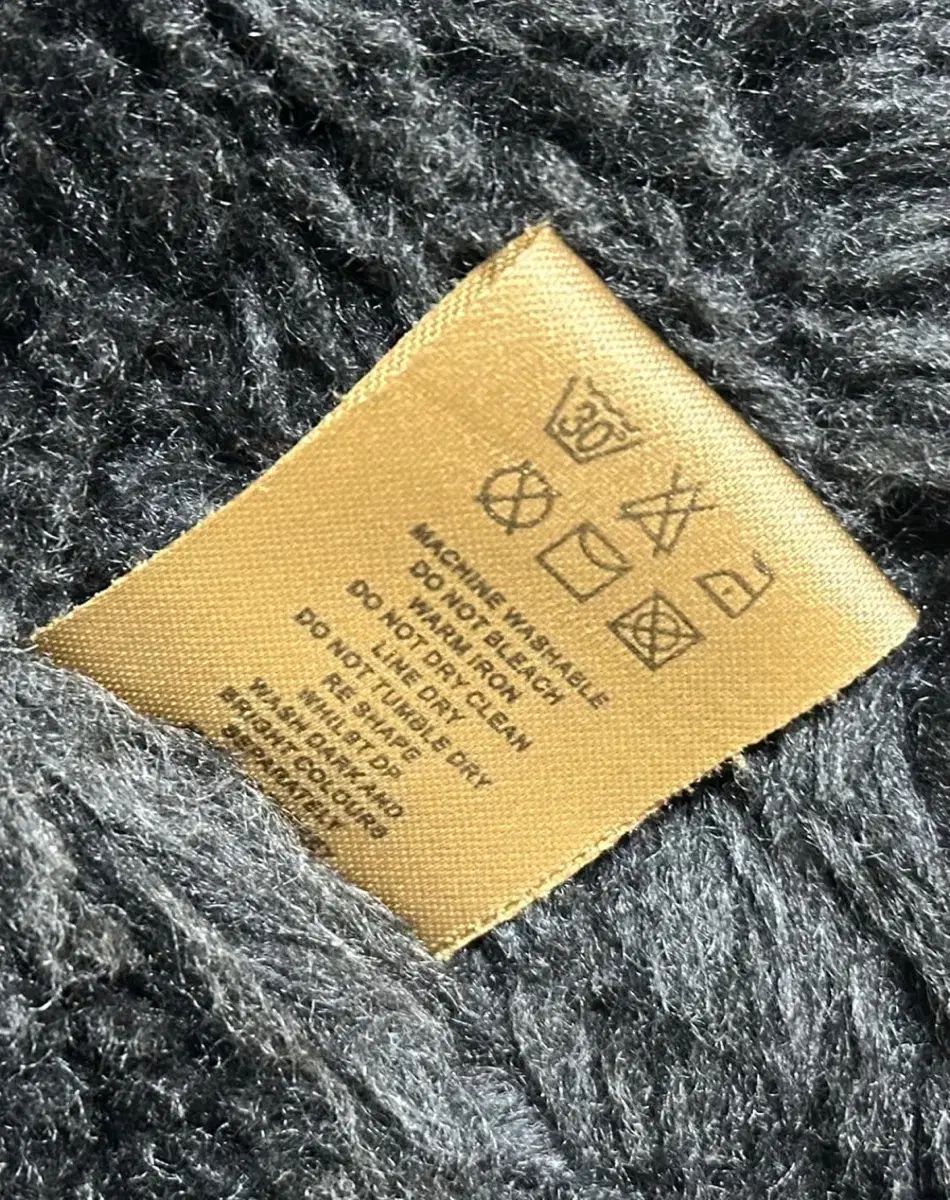 30°
MACHINE WASHABLE
DO NOT BLEACH
WARM IRON
DO NOT DRY CLEAN
LINE DRY
DO NOT TUMBLE DRY
RE SHAPE
WHILST DP
WASH DARK AND
BRIGHT COLOURS
SEPARATELY